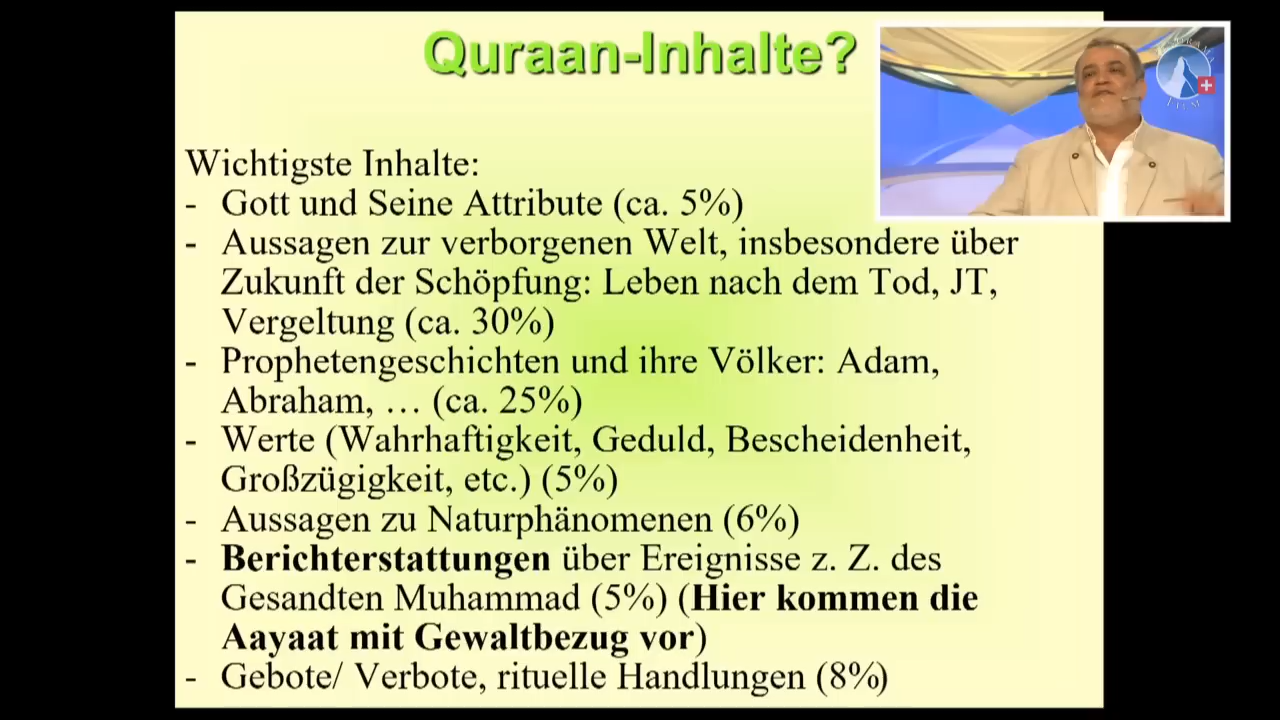 Quraan-Inhalte?
Wichtigste Inhalte:
- Gott und Seine Attribute (ca. 5%)
- Aussagen zur verborgenen Welt, insbesondere über
Zukunft der Schöpfung: Leben nach dem Tod, JT,
Vergeltung (ca. 30%)
- Prophetengeschichten und ihre Völker: Adam,
Abraham, … (ca. 25%)
- Werte (Wahrhaftigkeit, Geduld, Bescheidenheit,
Großzügigkeit, etc.) (5%)
- Aussagen zu Naturphänomenen (6%)
- Berichterstattungen über Ereignisse z. Z. des
Gesandten Muhammad (5%) (Hier kommen die
Aayaat mit Gewaltbezug vor)
- Gebote/ Verbote, rituelle Handlungen (8%)
FILM